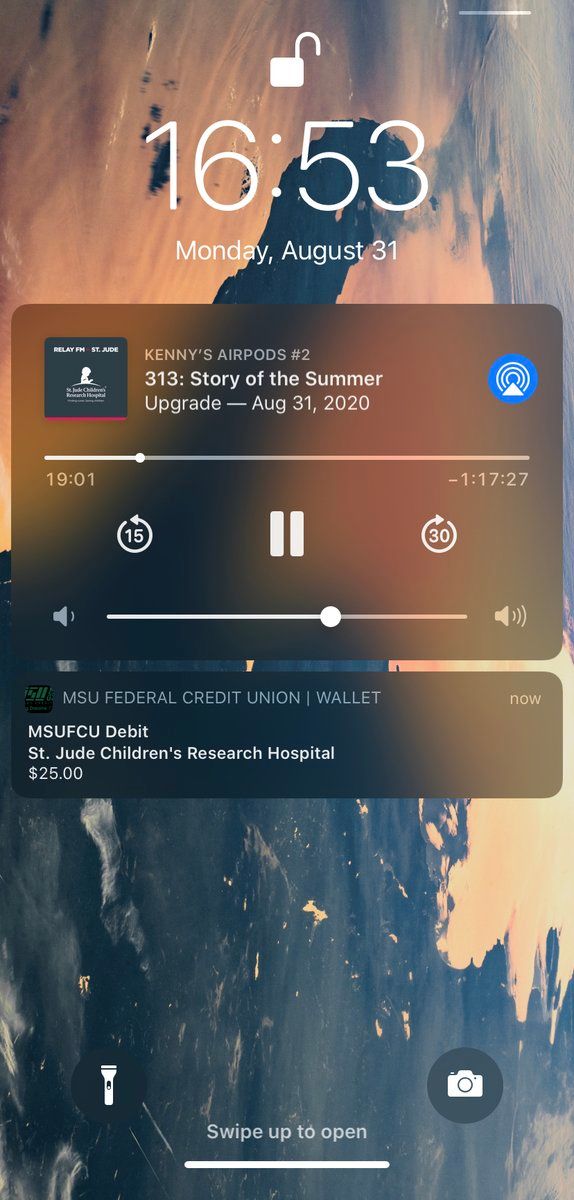 16:53
Monday, August 31
RELAY FM ST. JUDE
St. Jude Children's
Research Hospital
KENNY'S AIRPODS #2
313: Story of the Summer
Upgrade — Aug 31, 2020
19:01
−1:17:27
15
30
MSU FEDERAL CREDIT UNION | WALLET
now
MSUFCU Debit
St. Jude Children's Research Hospital
$25.00
Swipe up to open